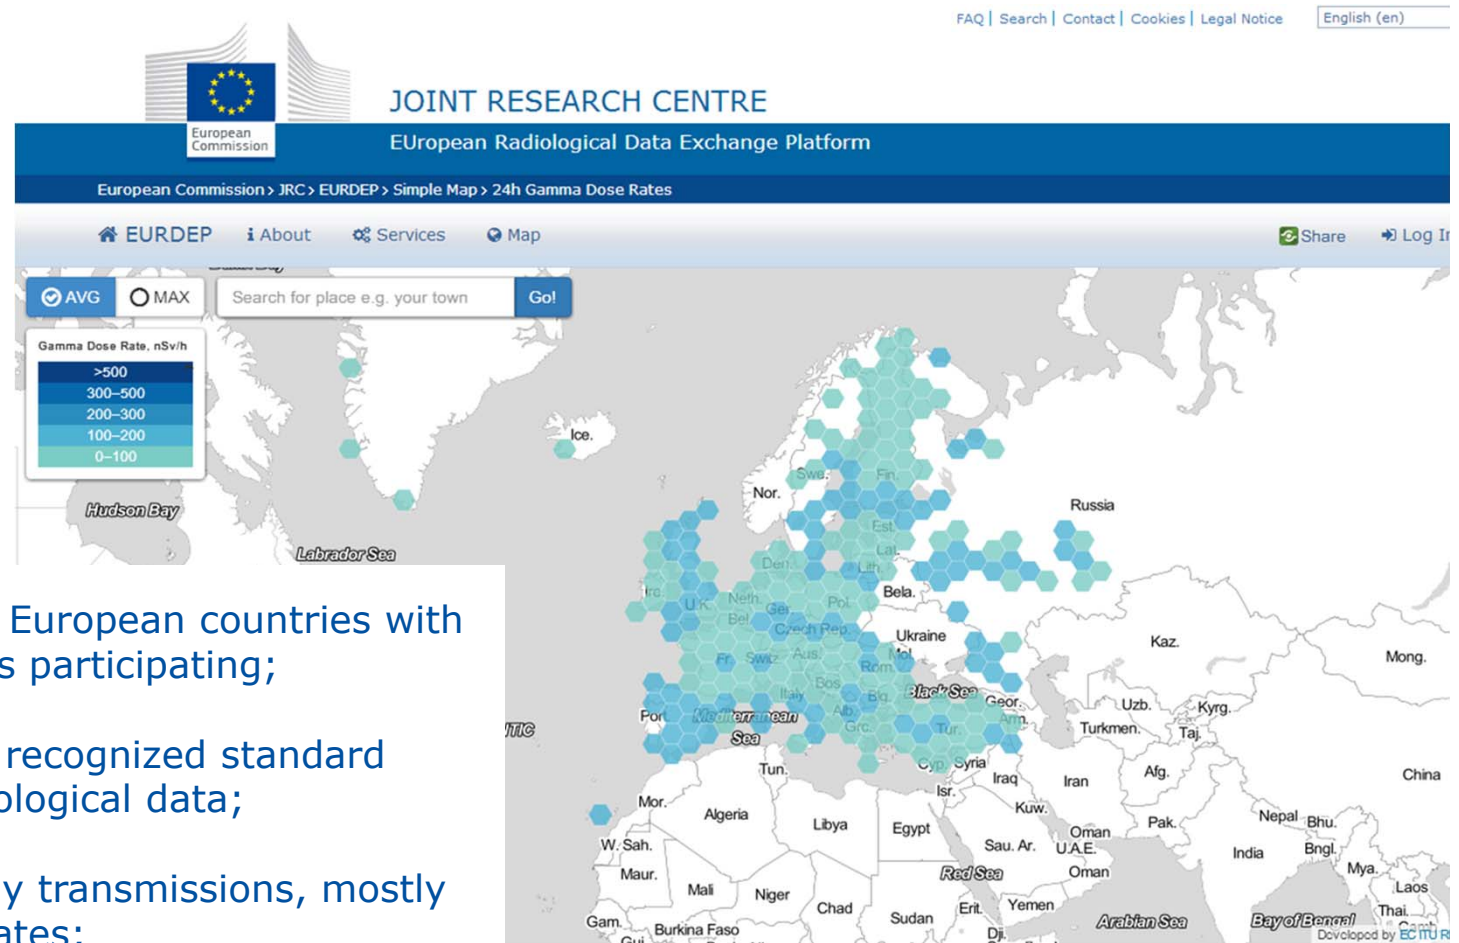 FAQ | Search | Contact | Cookies | Legal Notice English (en)
European
Commission
JOINT RESEARCH CENTRE
EUropean Radiological Data Exchange Platform
European Commission > JRC > EURDEP > Simple Map > 24h Gamma Dose Rates
EURDEP i About Services Map Share Log In
AVG MAX Search for place e.g. your town Go!
Gamma Dose Rate, nSv/h
>500
300–500
200–300
100–200
0–100
Ice.
Swe. Fin.
Nor.
Russia
Hudson Bay
Est.
Labrador Sea
Lat.
Den. Lith.
Ire. Bela.
U.K. Neth. Ger. Pol.
Bel. Czech Rep. Ukraine
Kaz.
Fr. Switz. Aus. Mol.
Rom.
Mong.
Bos.
Italy Blg. Black Sea Geor.
Uzb. Kyrg.
Port. Mediterranean Alb. Arm.
Sea Grc. Tur. Turkmen. Taj.
Tun. Cyp. Syria
Iraq Iran Afg. China
Isr.
Mor. Algeria Libya Egypt Kuw. Pak. Nepal Bhu.
Oman
W. Sah. Sau. Ar. U.A.E. India Bngl.
Maur. Mali Niger Red Sea Oman Mya.
Laos
Chad Sudan Erit. Yemen
Gam. Burkina Faso Arabian Sea Bay of Bengal Thai.
Gui. Dji.
Developed by EC ITU R
European countries with
s participating;
recognized standard
ological data;
y transmissions, mostly
ates;